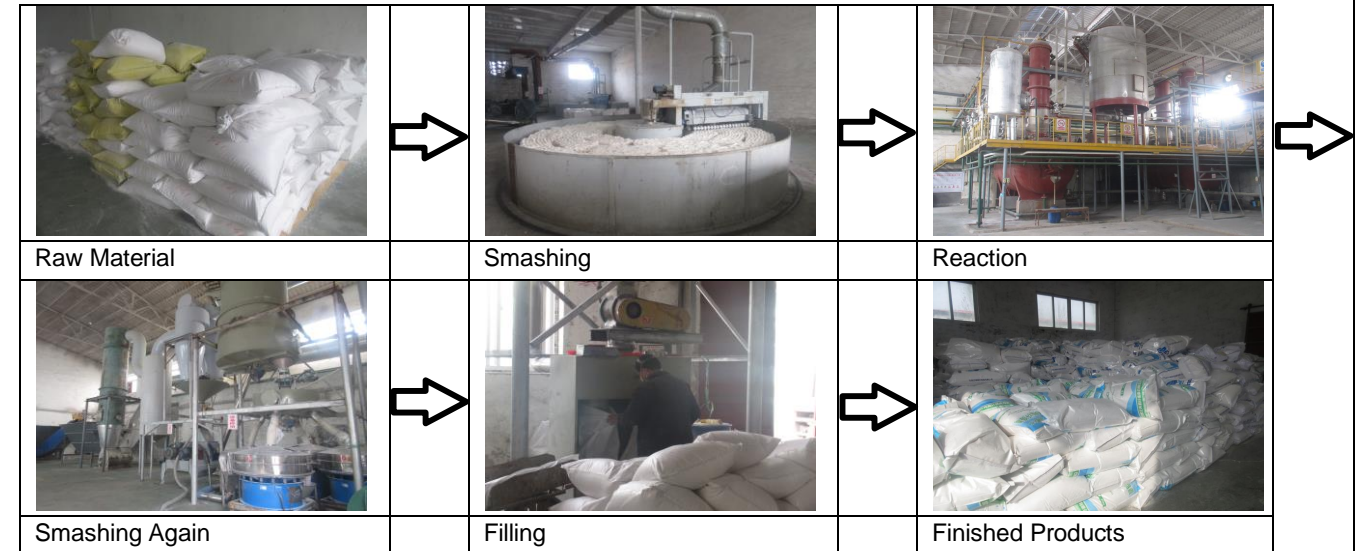 Raw Material
Smashing
Reaction
Smashing Again
Filling
Finished Products